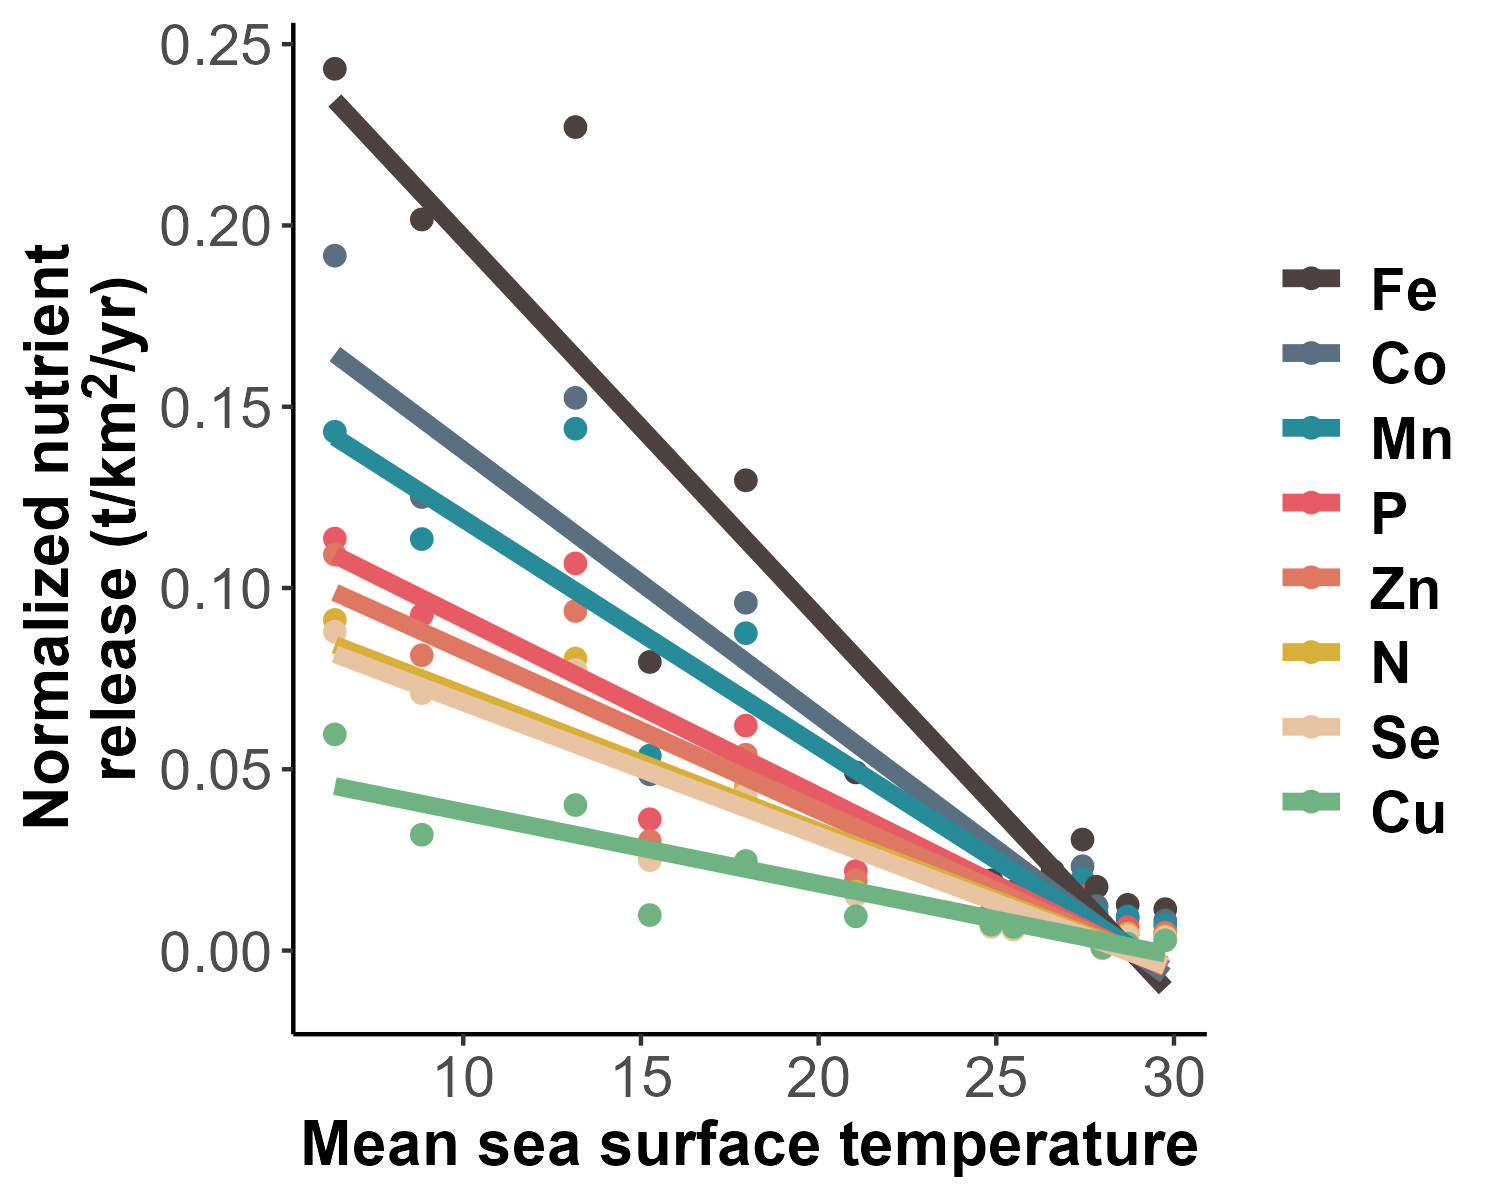 0.25
0.20
0.15
0.10
0.05
0.00
Normalized nutrient
release (t/km²/yr)
10 15 20 25 30
Mean sea surface temperature
Fe
Co
Mn
P
Zn
N
Se
Cu